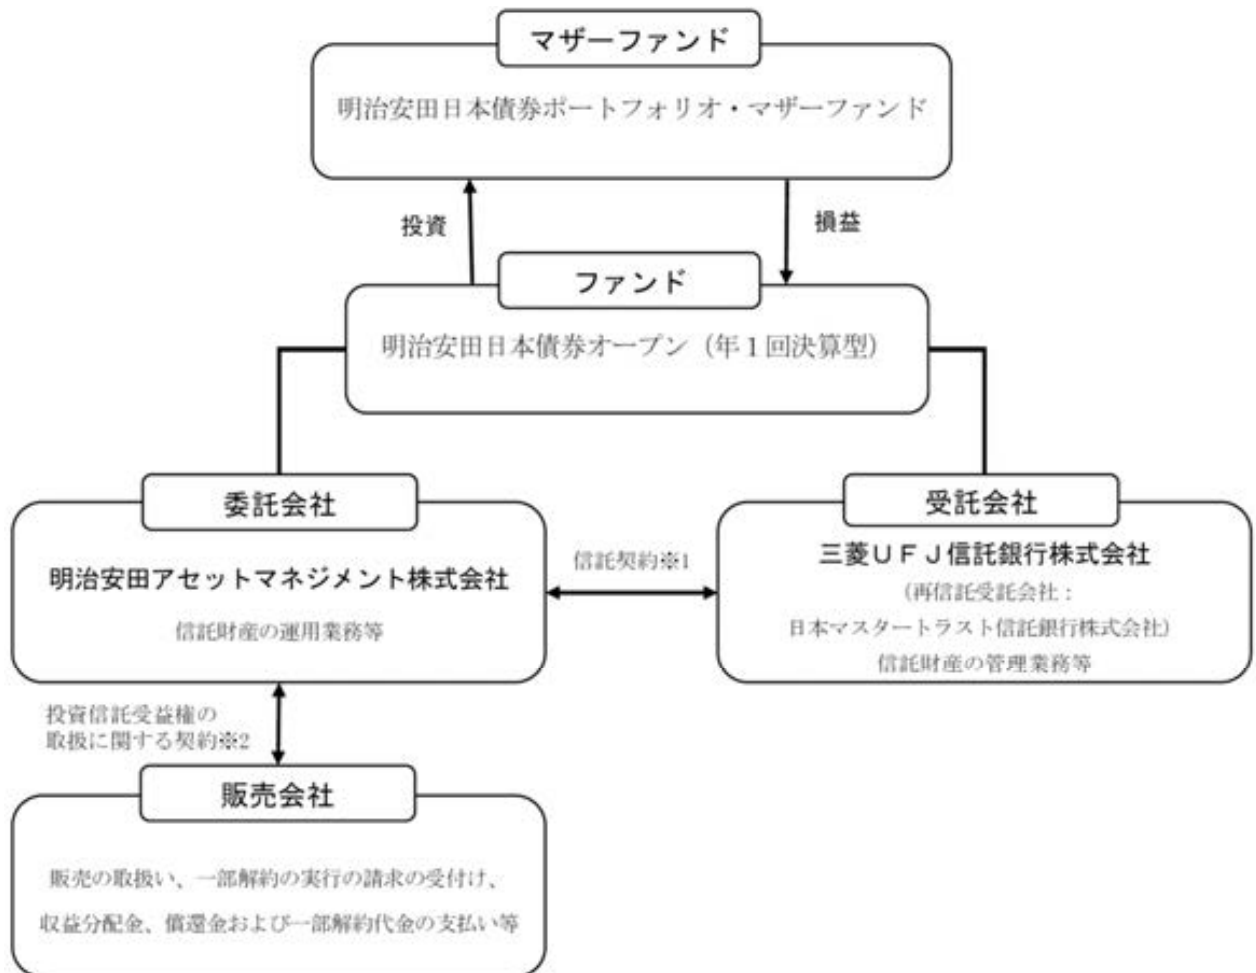 マザーファンド
明治安田日本債券ポートフォリオ・マザーファンド
投資
損益
ファンド
明治安田日本債券オープン（年１回決算型）
委託会社
明治安田アセットマネジメント株式会社
信託財産の運用業務等
信託契約※1
受託会社
三菱ＵＦＪ信託銀行株式会社
（再信託受託会社：
日本マスタートラスト信託銀行株式会社）
信託財産の管理業務等
投資信託受益権の
取扱に関する契約※2
販売会社
販売の取扱い、一部解約の実行の請求の受付け、
収益分配金、償還金および一部解約代金の支払い等